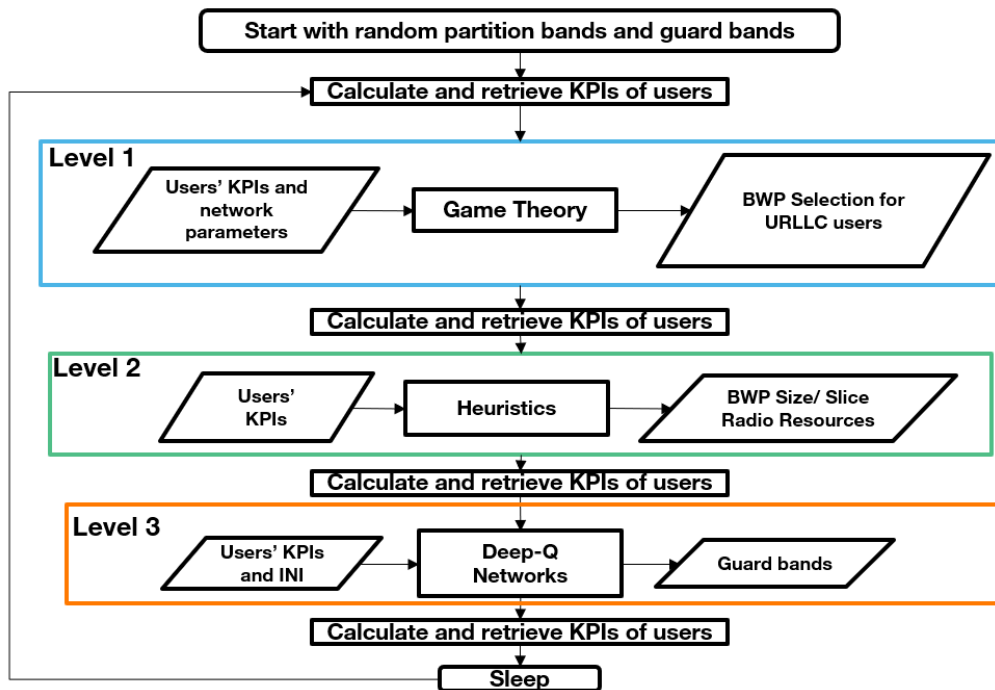 Start with random partition bands and guard bands
Calculate and retrieve KPIs of users
Level 1
Users' KPIs and
network
parameters
Game Theory
BWP Selection for
URLLC users
Calculate and retrieve KPIs of users
Level 2
Users'
KPIs
Heuristics
BWP Size/ Slice
Radio Resources
Calculate and retrieve KPIs of users
Level 3
Users' KPIs
and INI
Deep-Q
Networks
Guard bands
Calculate and retrieve KPIs of users
Sleep